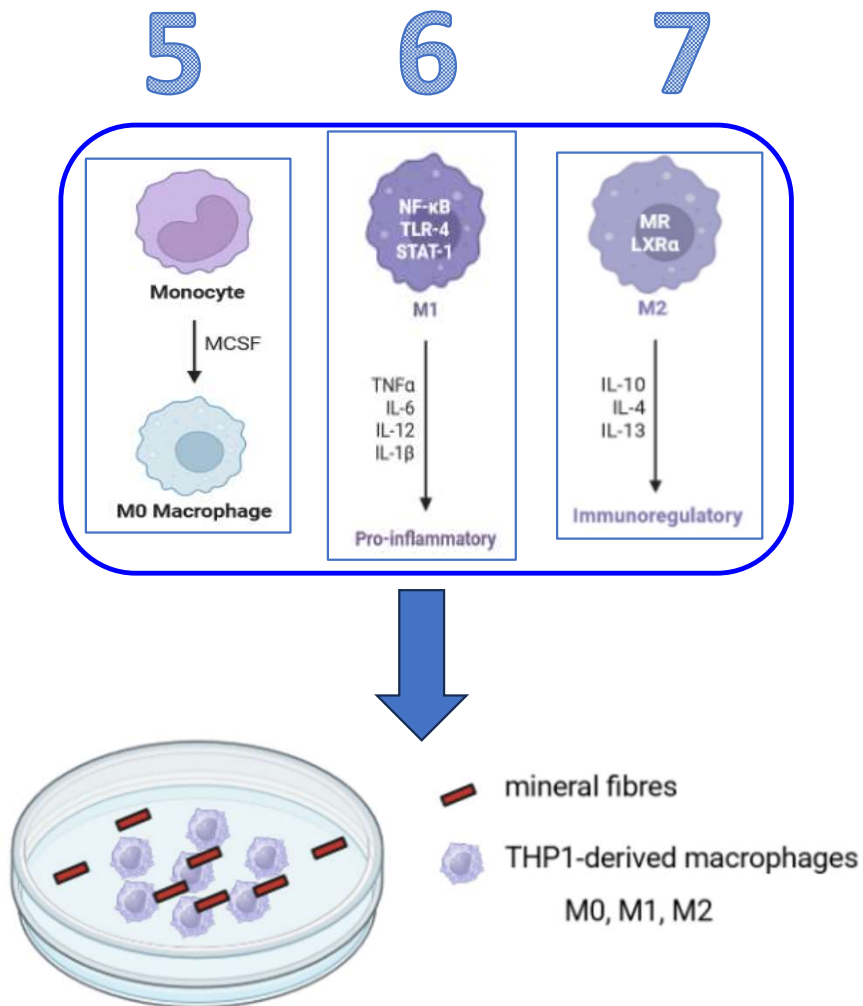 5
6
7
Monocyte
MCSF
M0 Macrophage
NF-κB
TLR-4
STAT-1
M1
TNFα
IL-6
IL-12
IL-1β
Pro-inflammatory
MR
LXRα
M2
IL-10
IL-4
IL-13
Immunoregulatory
mineral fibres
THP1-derived macrophages
M0, M1, M2